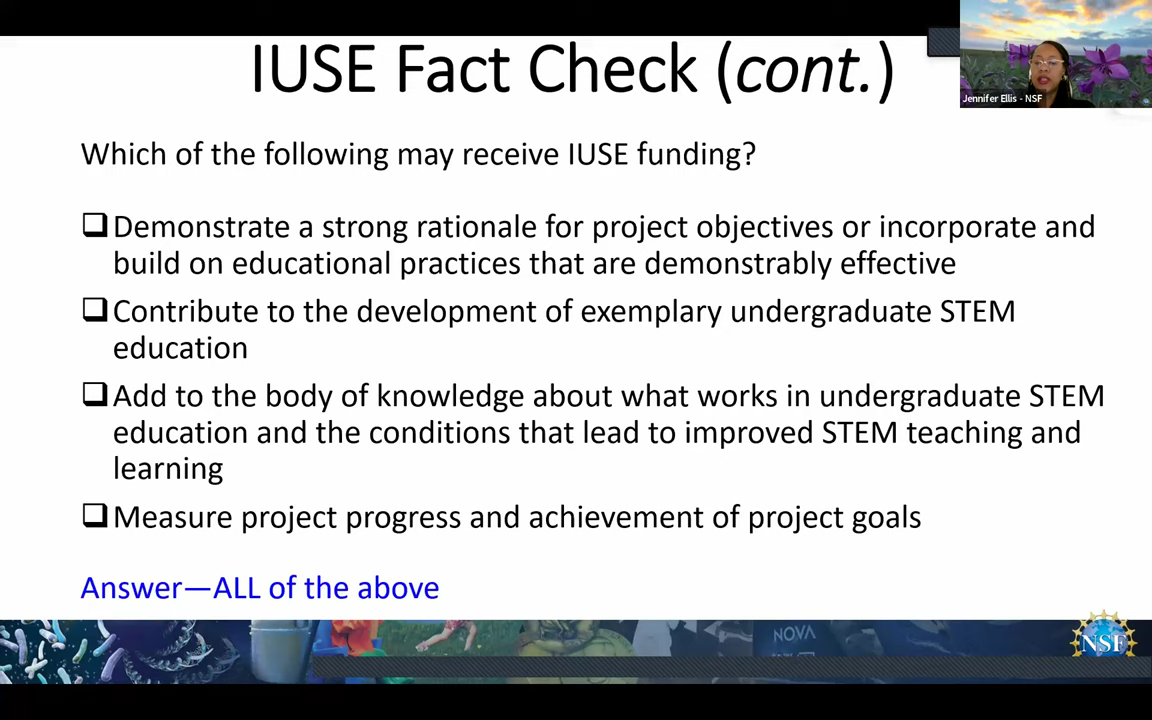 IUSE Fact Check (cont.)
Jennifer Ellis - NSF
Which of the following may receive IUSE funding?
❑Demonstrate a strong rationale for project objectives or incorporate and
build on educational practices that are demonstrably effective
❑Contribute to the development of exemplary undergraduate STEM
education
❑Add to the body of knowledge about what works in undergraduate STEM
education and the conditions that lead to improved STEM teaching and
learning
❑Measure project progress and achievement of project goals
Answer—ALL of the above
NOVA
NSF